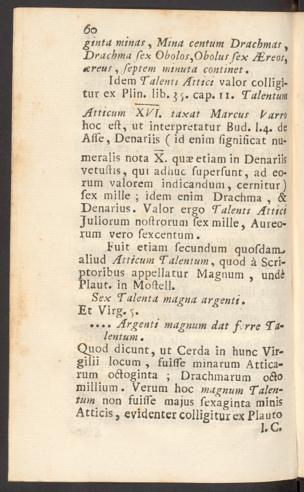 60
ginta minas, Mina centum Drachmas,
Drachma sex Obolos, Obolus sex Æreos,
æreus, septem minuta continet.
Idem Talenti Attici valor colligi-
tur ex Plin. lib. 35. cap. 11. Talentum
Atticum X̅V̅I̅. taxat Marcus Varro
hoc est, ut interpretatur Bud. l.4. de
Asse, Denariis (id enim significat nu-
meralis nota X̅. quæ etiam in Denariis
vetustis, qui adhuc supersunt, ad eo-
rum valorem indicandum, cernitur)
sex mille; idem enim Drachma, &
Denarius. Valor ergo Talenti Attici
Juliorum nostrorum sex mille, Aureo-
rum vero sexcentum.
Fuit etiam secundum quosdam
aliud Atticum Talentum, quod à Scri-
ptoribus appellatur Magnum, undè
Plaut. in Mostell.
Sex Talenta magna argenti.
Et Virg. 5.
.... Argenti magnum dat ferre Ta-
lentum.
Quod dicunt, ut Cerda in hunc Vir-
gilii locum, fuisse minarum Attica-
rum octoginta; Drachmarum octo
millium. Verum hoc magnum Talen-
tum non fuisse majus sexaginta minis
Atticis, evidenter colligitur ex Plauto
l. C.